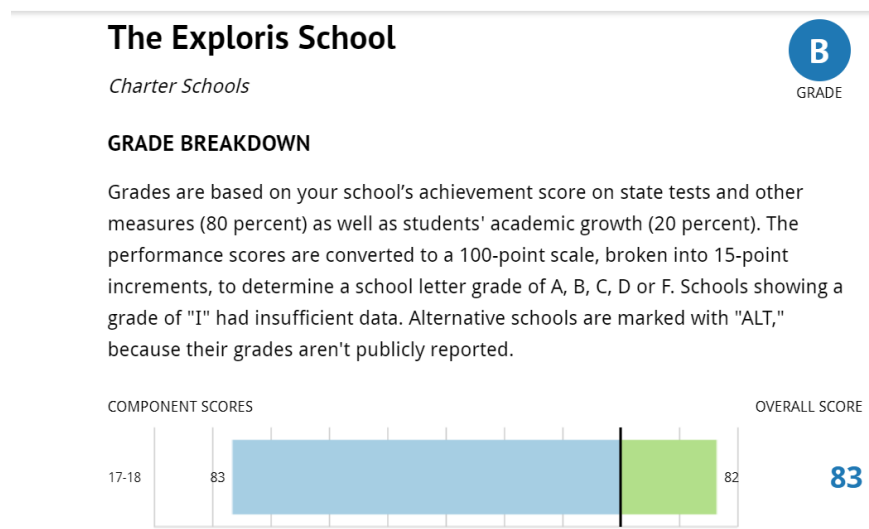 The Exploris School
B
Charter Schools
GRADE
GRADE BREAKDOWN
Grades are based on your school’s achievement score on state tests and other
measures (80 percent) as well as students' academic growth (20 percent). The
performance scores are converted to a 100-point scale, broken into 15-point
increments, to determine a school letter grade of A, B, C, D or F. Schools showing a
grade of "I" had insufficient data. Alternative schools are marked with "ALT,"
because their grades aren't publicly reported.
COMPONENT SCORES OVERALL SCORE
17-18 83 82 83